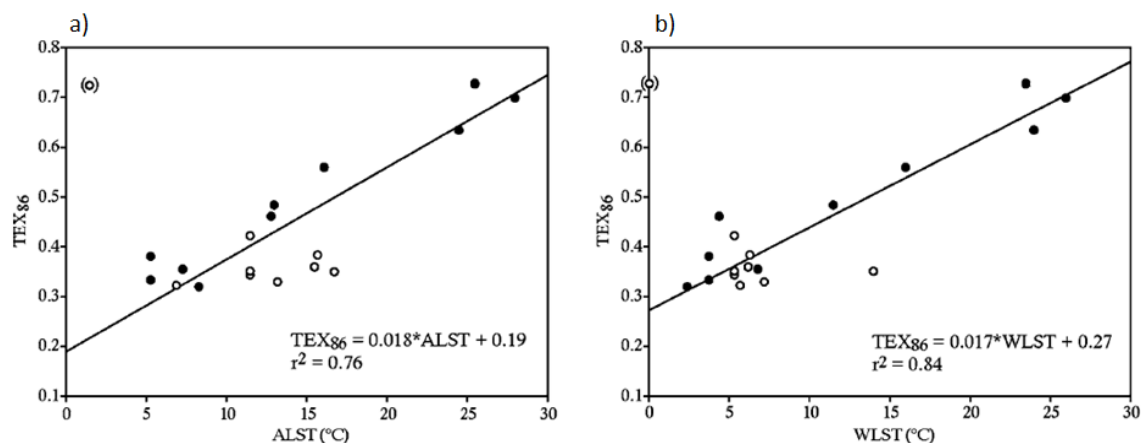 a)
0.8
0.7
0.6
0.5
0.4
0.3
0.2
0.1
TEX86
TEX86 = 0.018*ALST + 0.19
r2 = 0.76
0 5 10 15 20 25 30
ALST (°C)
b)
0.8
0.7
0.6
0.5
0.4
0.3
0.2
0.1
TEX86
TEX86 = 0.017*WLST + 0.27
r2 = 0.84
0 5 10 15 20 25 30
WLST (°C)